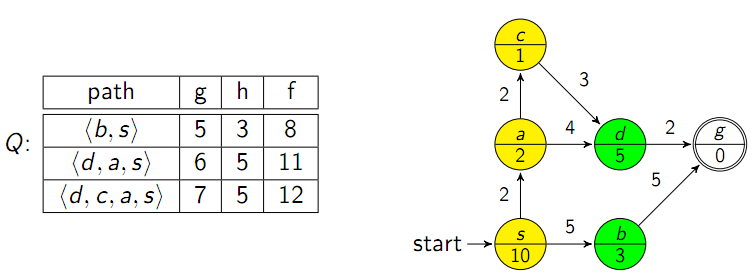 path g h f
Q:
⟨b, s⟩ 5 3 8
⟨d, a, s⟩ 6 5 11
⟨d, c, a, s⟩ 7 5 12
c
1
3
2
a
2
4
d
5
2
g
0
2
5
start
s
10
5
b
3